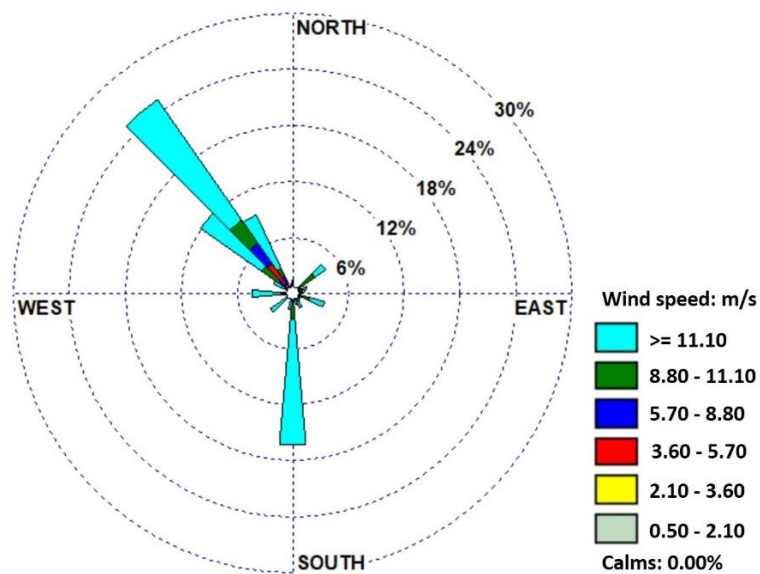 NORTH
30%
24%
18%
12%
6%
WEST
EAST
SOUTH
Wind speed: m/s
>= 11.10
8.80 - 11.10
5.70 - 8.80
3.60 - 5.70
2.10 - 3.60
0.50 - 2.10
Calms: 0.00%